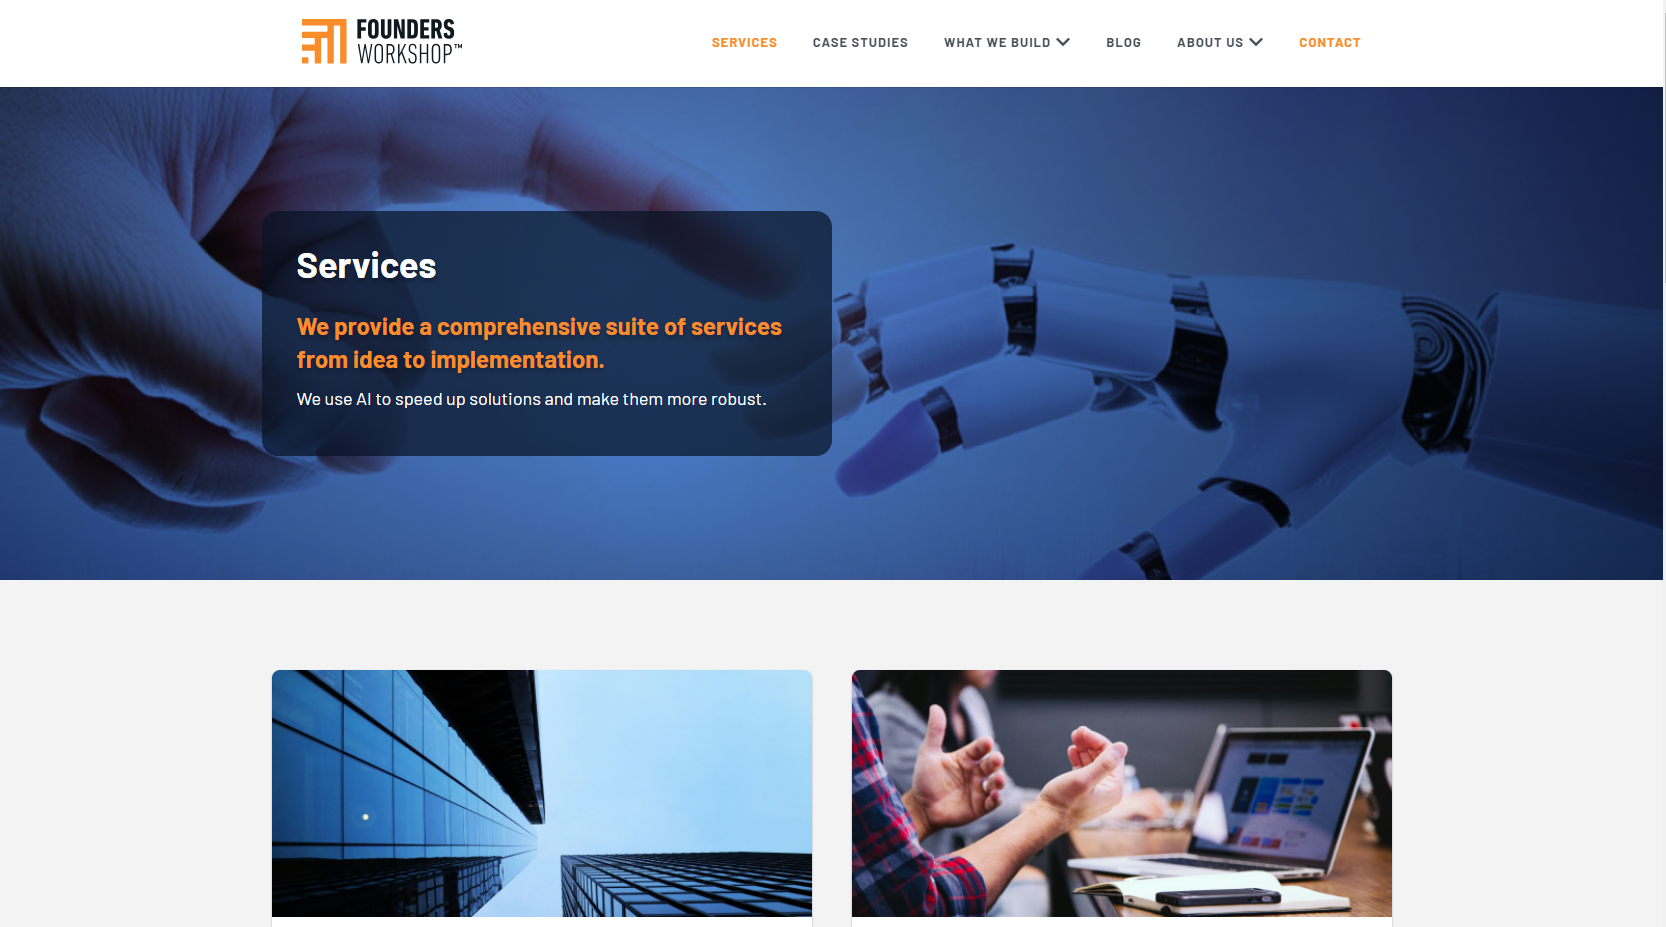 FOUNDERS
WORKSHOP™
SERVICES CASE STUDIES WHAT WE BUILD BLOG ABOUT US CONTACT
Services
We provide a comprehensive suite of services
from idea to implementation.
We use AI to speed up solutions and make them more robust.